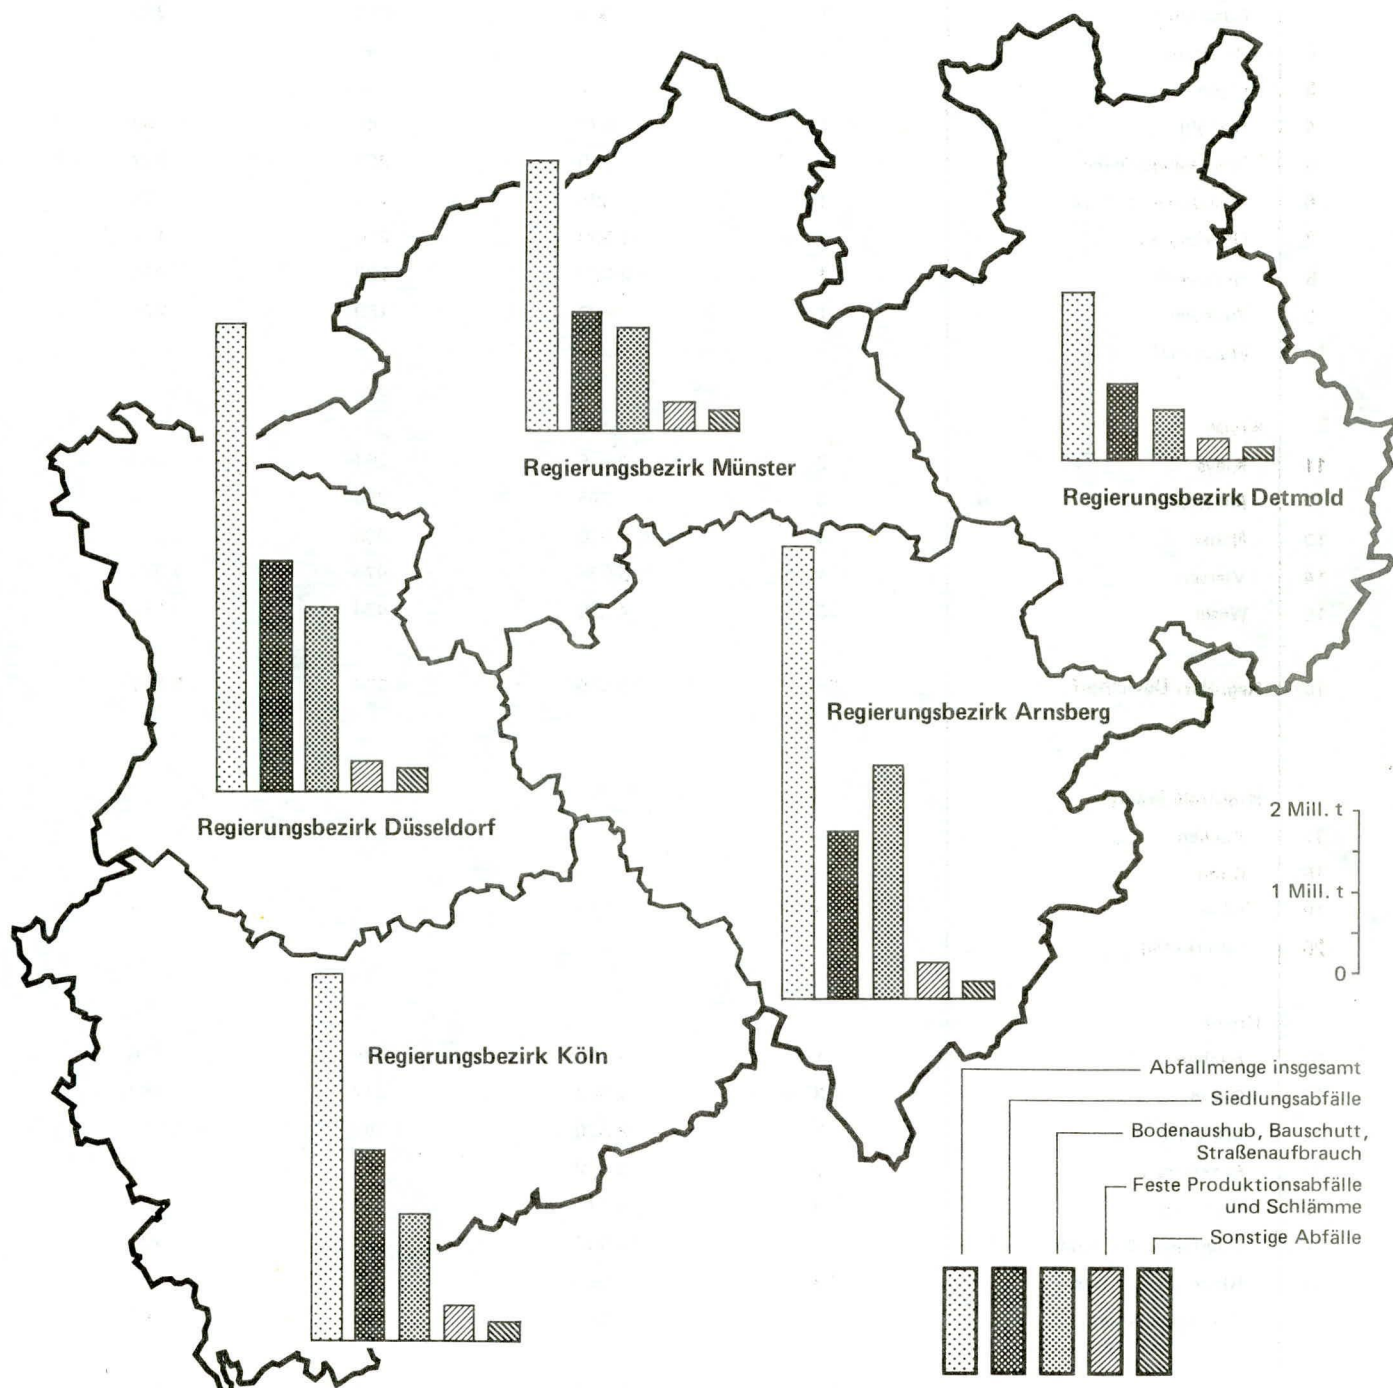 Regierungsbezirk Münster
Regierungsbezirk Detmold
Regierungsbezirk Arnsberg
Regierungsbezirk Düsseldorf
2 Mill. t
1 Mill. t
0
Regierungsbezirk Köln
Abfallmenge insgesamt
Siedlungsabfälle
Bodenaushub, Bauschutt,
Straßenaufbrauch
Feste Produktionsabfälle
und Schlämme
Sonstige Abfälle